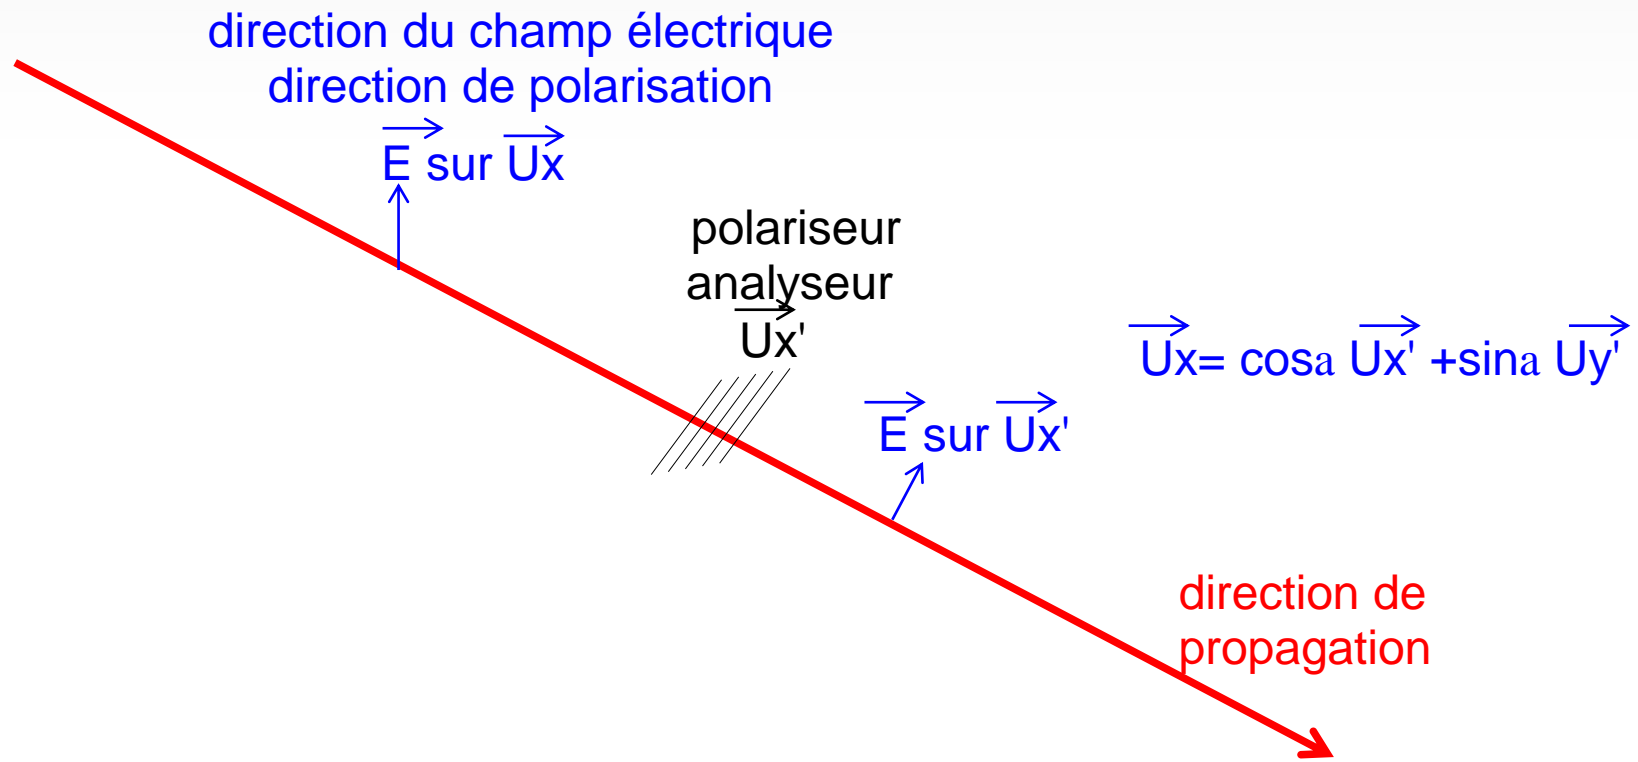 direction du champ électrique
direction de polarisation
E sur Ux
polariseur
analyseur
Ux'
Ux= cosa Ux' +sina Uy'
E sur Ux'
direction de
propagation